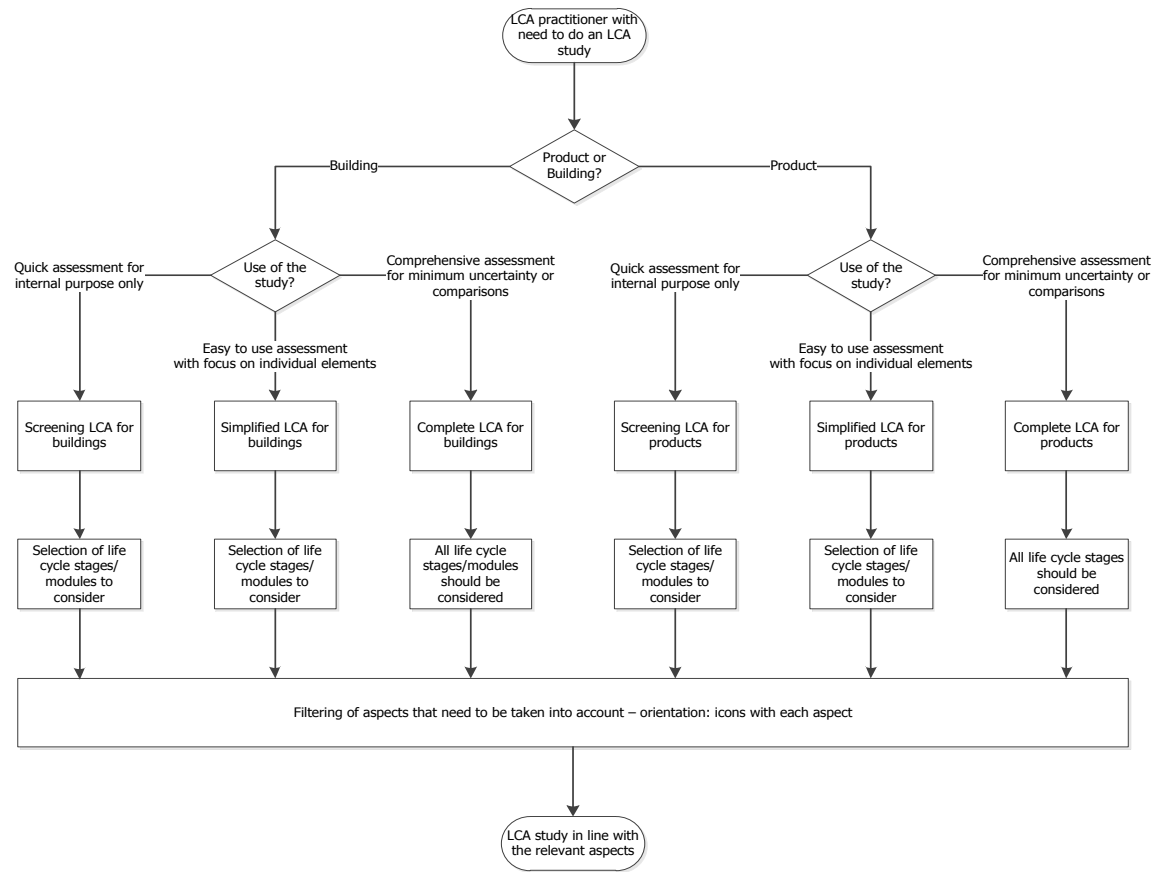 LCA practitioner with
need to do an LCA
study
Product or
Building?
Building
Product
Use of the
study?
Quick assessment for
internal purpose only
Comprehensive assessment
for minimum uncertainty or
comparisons
Easy to use assessment
with focus on individual elements
Use of the
study?
Quick assessment for
internal purpose only
Comprehensive assessment
for minimum uncertainty or
comparisons
Easy to use assessment
with focus on individual elements
Screening LCA for
buildings
Simplified LCA for
buildings
Complete LCA for
buildings
Screening LCA for
products
Simplified LCA for
products
Complete LCA for
products
Selection of life
cycle stages/
modules to
consider
Selection of life
cycle stages/
modules to
consider
All life cycle
stages/modules
should be
considered
Selection of life
cycle stages/
modules to
consider
Selection of life
cycle stages/
modules to
consider
All life cycle stages
should be
considered
Filtering of aspects that need to be taken into account – orientation: icons with each aspect
LCA study in line with
the relevant aspects